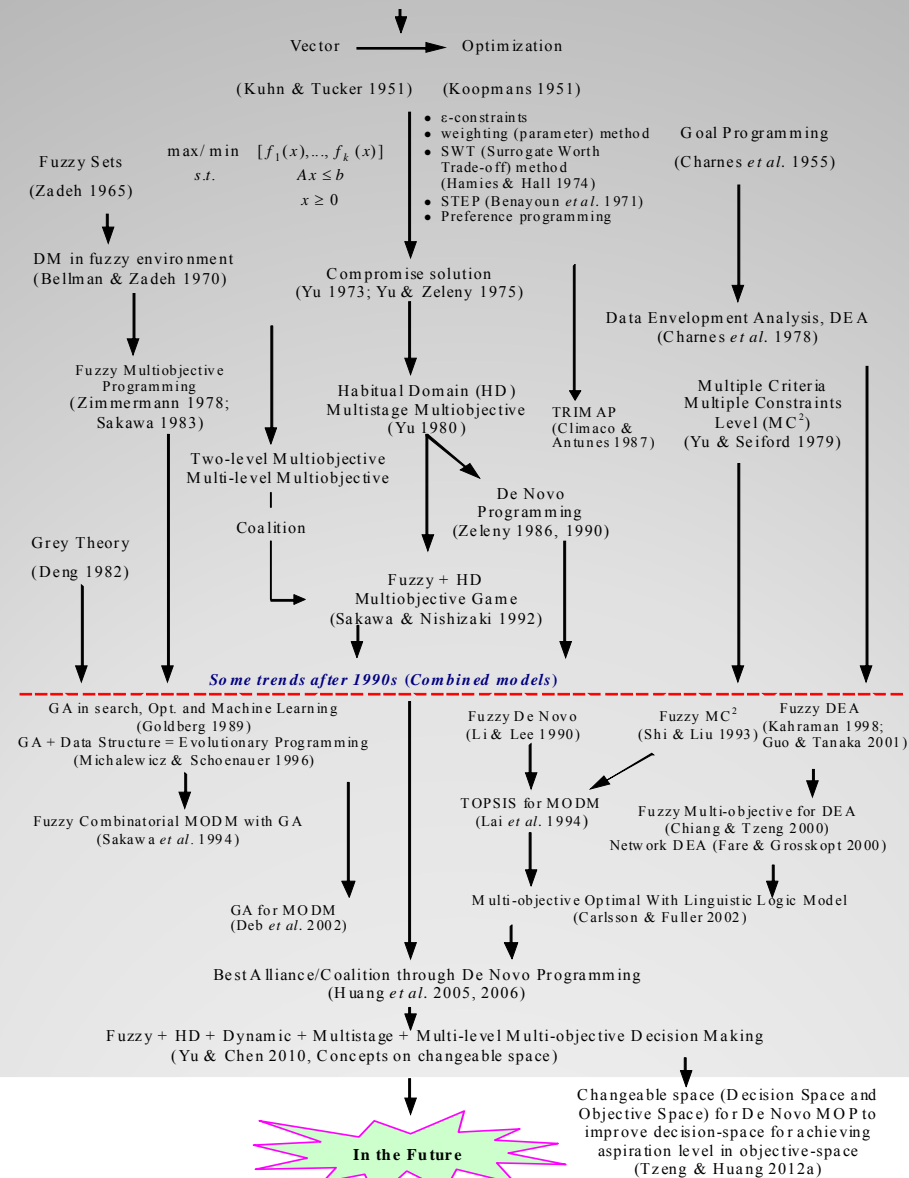 Vector Optimization
(Kuhn & Tucker 1951) (Koopmans 1951)
• ε-constraints
• weighting (parameter) method
• SWT (Surrogate Worth
Trade-off) method
(Hamies & Hall 1974)
• STEP (Benayoun et al. 1971)
• Preference programming
max/min [f₁(x),..., fₖ(x)]
s.t. Ax ≤ b
x ≥ 0
Goal Programming
(Charnes et al. 1955)
Fuzzy Sets
(Zadeh 1965)
DM in fuzzy environment
(Bellman & Zadeh 1970)
Compromise solution
(Yu 1973; Yu & Zeleny 1975)
Data Envelopment Analysis, DEA
(Charnes et al. 1978)
Fuzzy Multiobjective
Programming
(Zimmermann 1978;
Sakawa 1983)
Habitual Domain (HD)
Multistage Multiobjective
(Yu 1980)
TRIMAP
(Climaco &
Antunes 1987)
Multiple Criteria
Multiple Constraints
Level (MC²)
(Yu & Seiford 1979)
Two-level Multiobjective
Multi-level Multiobjective
Coalition
De Novo
Programming
(Zeleny 1986, 1990)
Grey Theory
(Deng 1982)
Fuzzy + HD
Multiobjective Game
(Sakawa & Nishizaki 1992)
Some trends after 1990s (Combined models)
GA in search, Opt. and Machine Learning
(Goldberg 1989)
GA + Data Structure = Evolutionary Programming
(Michalewicz & Schoenauer 1996)
Fuzzy De Novo
(Li & Lee 1990)
Fuzzy MC²
(Shi & Liu 1993)
Fuzzy DEA
(Kahraman 1998;
Guo & Tanaka 2001)
Fuzzy Combinatorial MODM with GA
(Sakawa et al. 1994)
TOPSIS for MODM
(Lai et al. 1994)
Fuzzy Multi-objective for DEA
(Chiang & Tzeng 2000)
Network DEA (Fare & Grosskopt 2000)
GA for MODM
(Deb et al. 2002)
Multi-objective Optimal With Linguistic Logic Model
(Carlsson & Fuller 2002)
Best Alliance/Coalition through De Novo Programming
(Huang et al. 2005, 2006)
Fuzzy + HD + Dynamic + Multistage + Multi-level Multi-objective Decision Making
(Yu & Chen 2010, Concepts on changeable space)
Changeable space (Decision Space and
Objective Space) for De Novo MOP to
improve decision-space for achieving
aspiration level in objective-space
(Tzeng & Huang 2012a)
In the Future